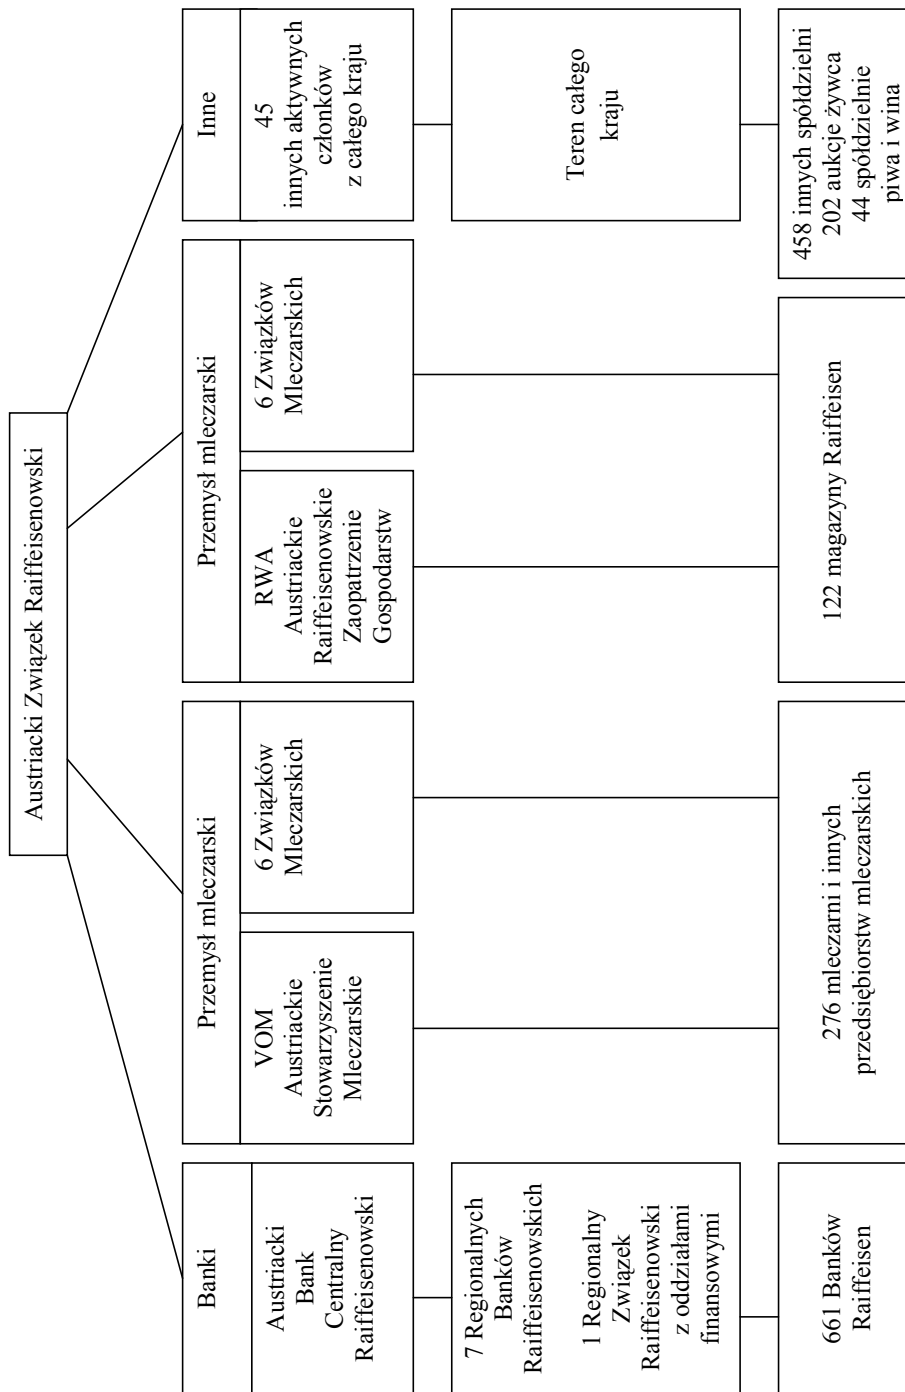 Austriacki Związek Raiffeisenowski
Banki
Austriacki
Bank
Centralny
Raiffeisenowski
7 Regionalnych
Banków
Raiffeisenowskich
1 Regionalny
Związek
Raiffeisenowski
z oddziałami
finansowymi
661 Banków
Raiffeisen
Przemysł mleczarski
VOM
Austriackie
Stowarzyszenie
Mleczarskie
6 Związków
Mleczarskich
276 mleczarni i innych
przedsiębiorstw mleczarskich
Przemysł mleczarski
RWA
Austriackie
Raiffeisenowskie
Zaopatrzenie
Gospodarstw
6 Związków
Mleczarskich
122 magazyny Raiffeisen
Inne
45
innych aktywnych
członków
z całego kraju
Teren całego
kraju
458 innych spółdzielni
202 aukcje żywca
44 spółdzielnie
piwa i wina